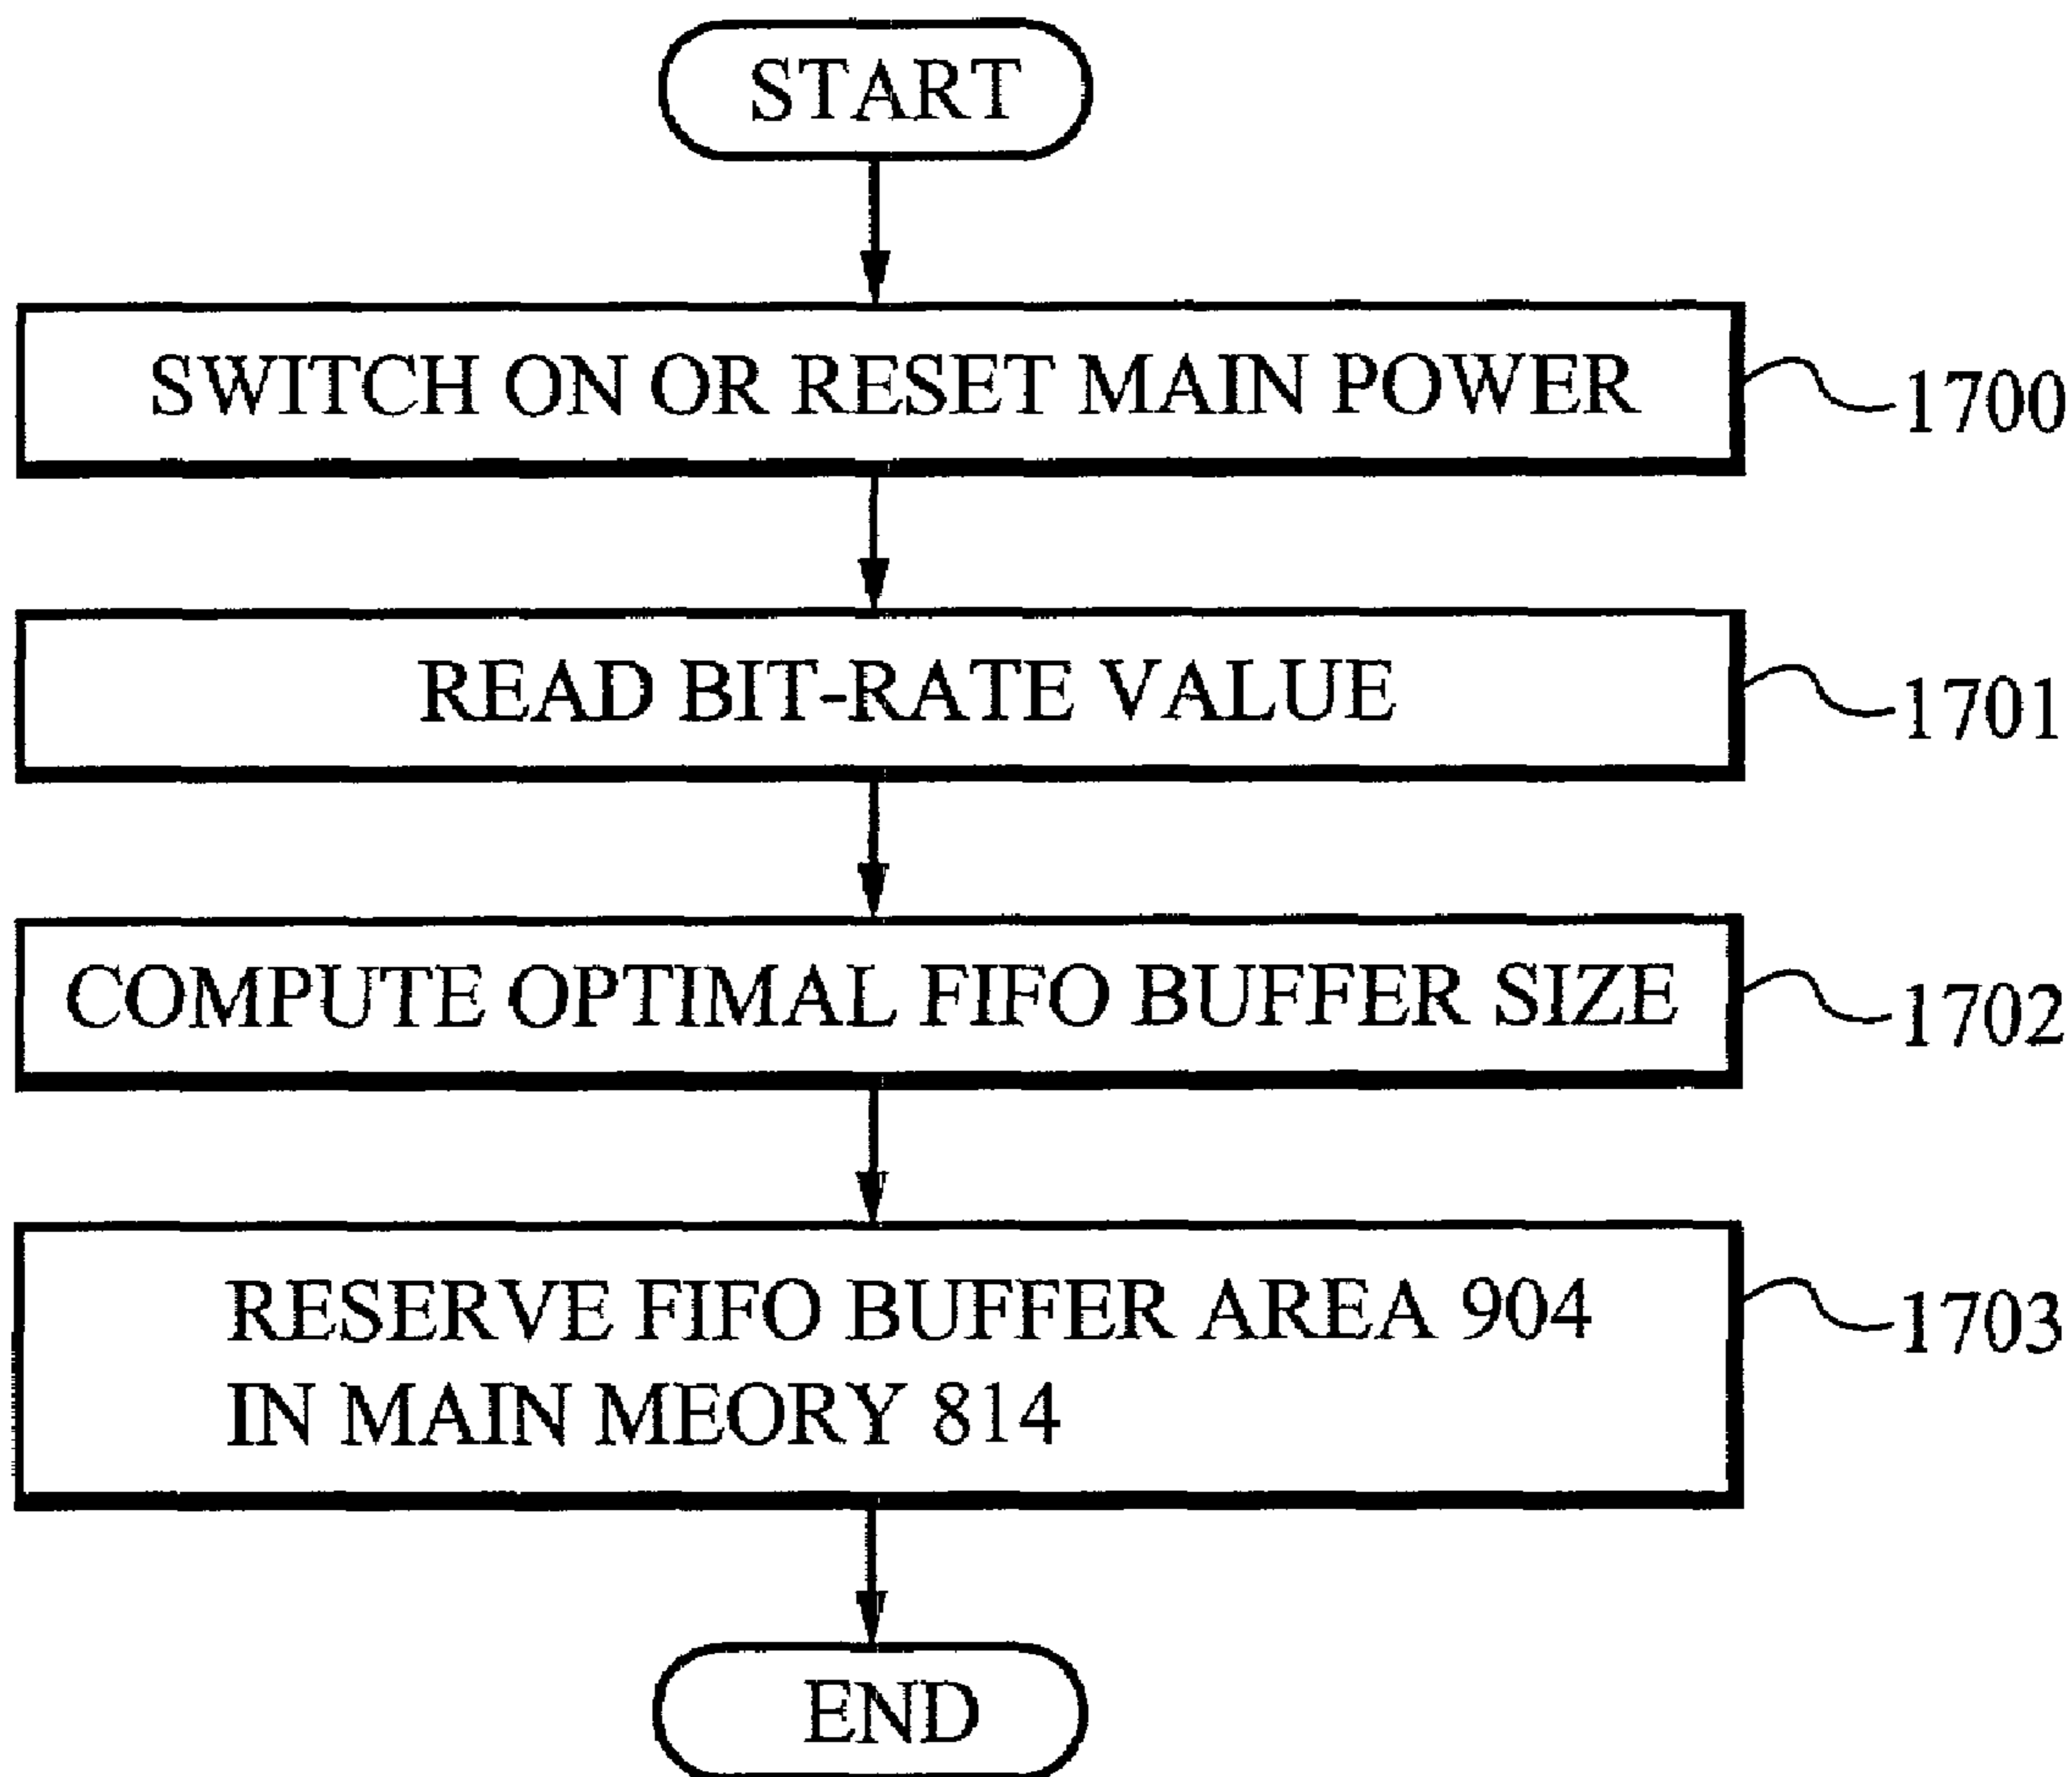 START
SWITCH ON OR RESET MAIN POWER
1700
READ BIT-RATE VALUE
1701
COMPUTE OPTIMAL FIFO BUFFER SIZE
1702
RESERVE FIFO BUFFER AREA 904
IN MAIN MEORY 814
1703
END